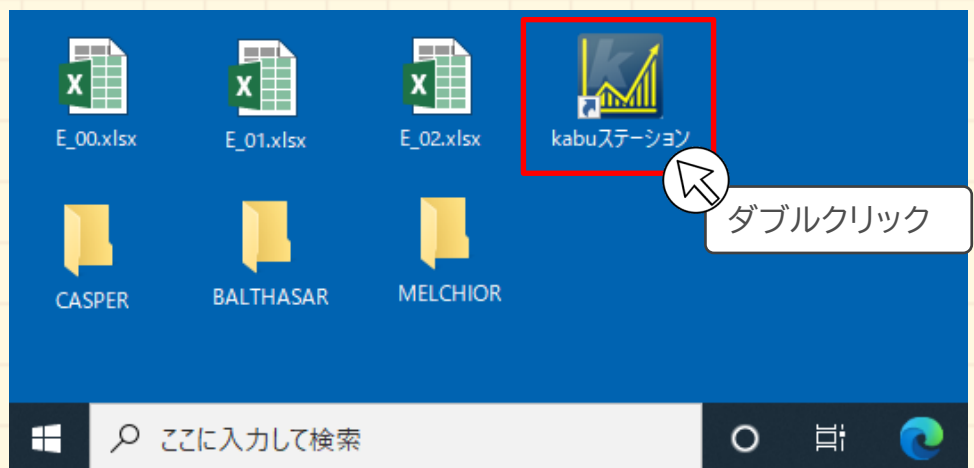 E_00.xlsx
E_01.xlsx
E_02.xlsx
kabuステーション
ダブルクリック
CASPER
BALTHASAR
MELCHIOR
ここに入力して検索